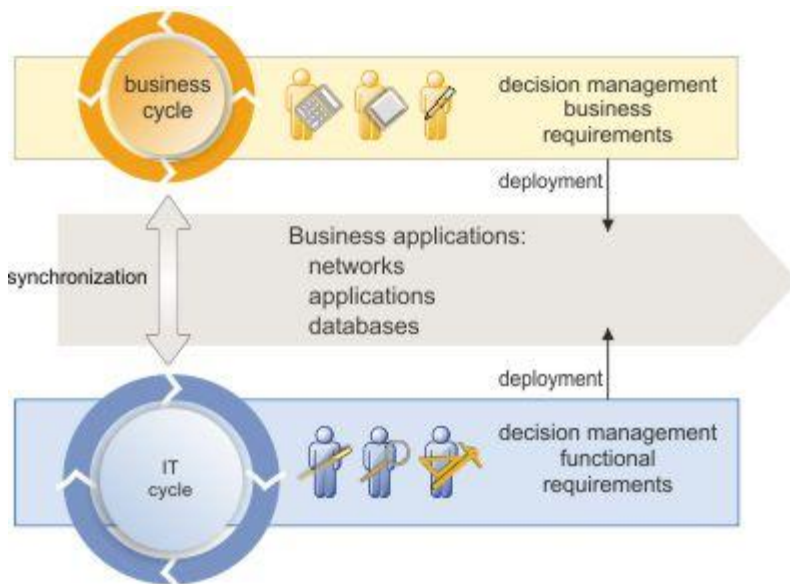 business
cycle
decision management
business
requirements
deployment
synchronization
Business applications:
networks
applications
databases
deployment
IT
cycle
decision management
functional
requirements